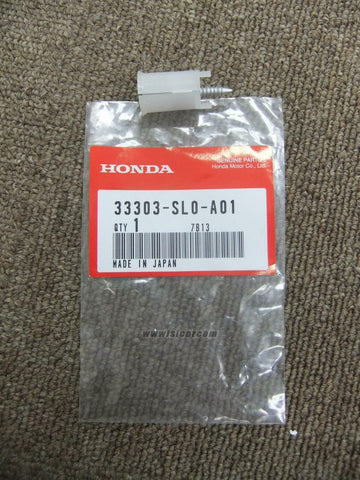 HONDA
GENUINE PARTS
Honda Motor Co., Ltd.
33303-SL0-A01
QTY 1 7813
MADE IN JAPAN